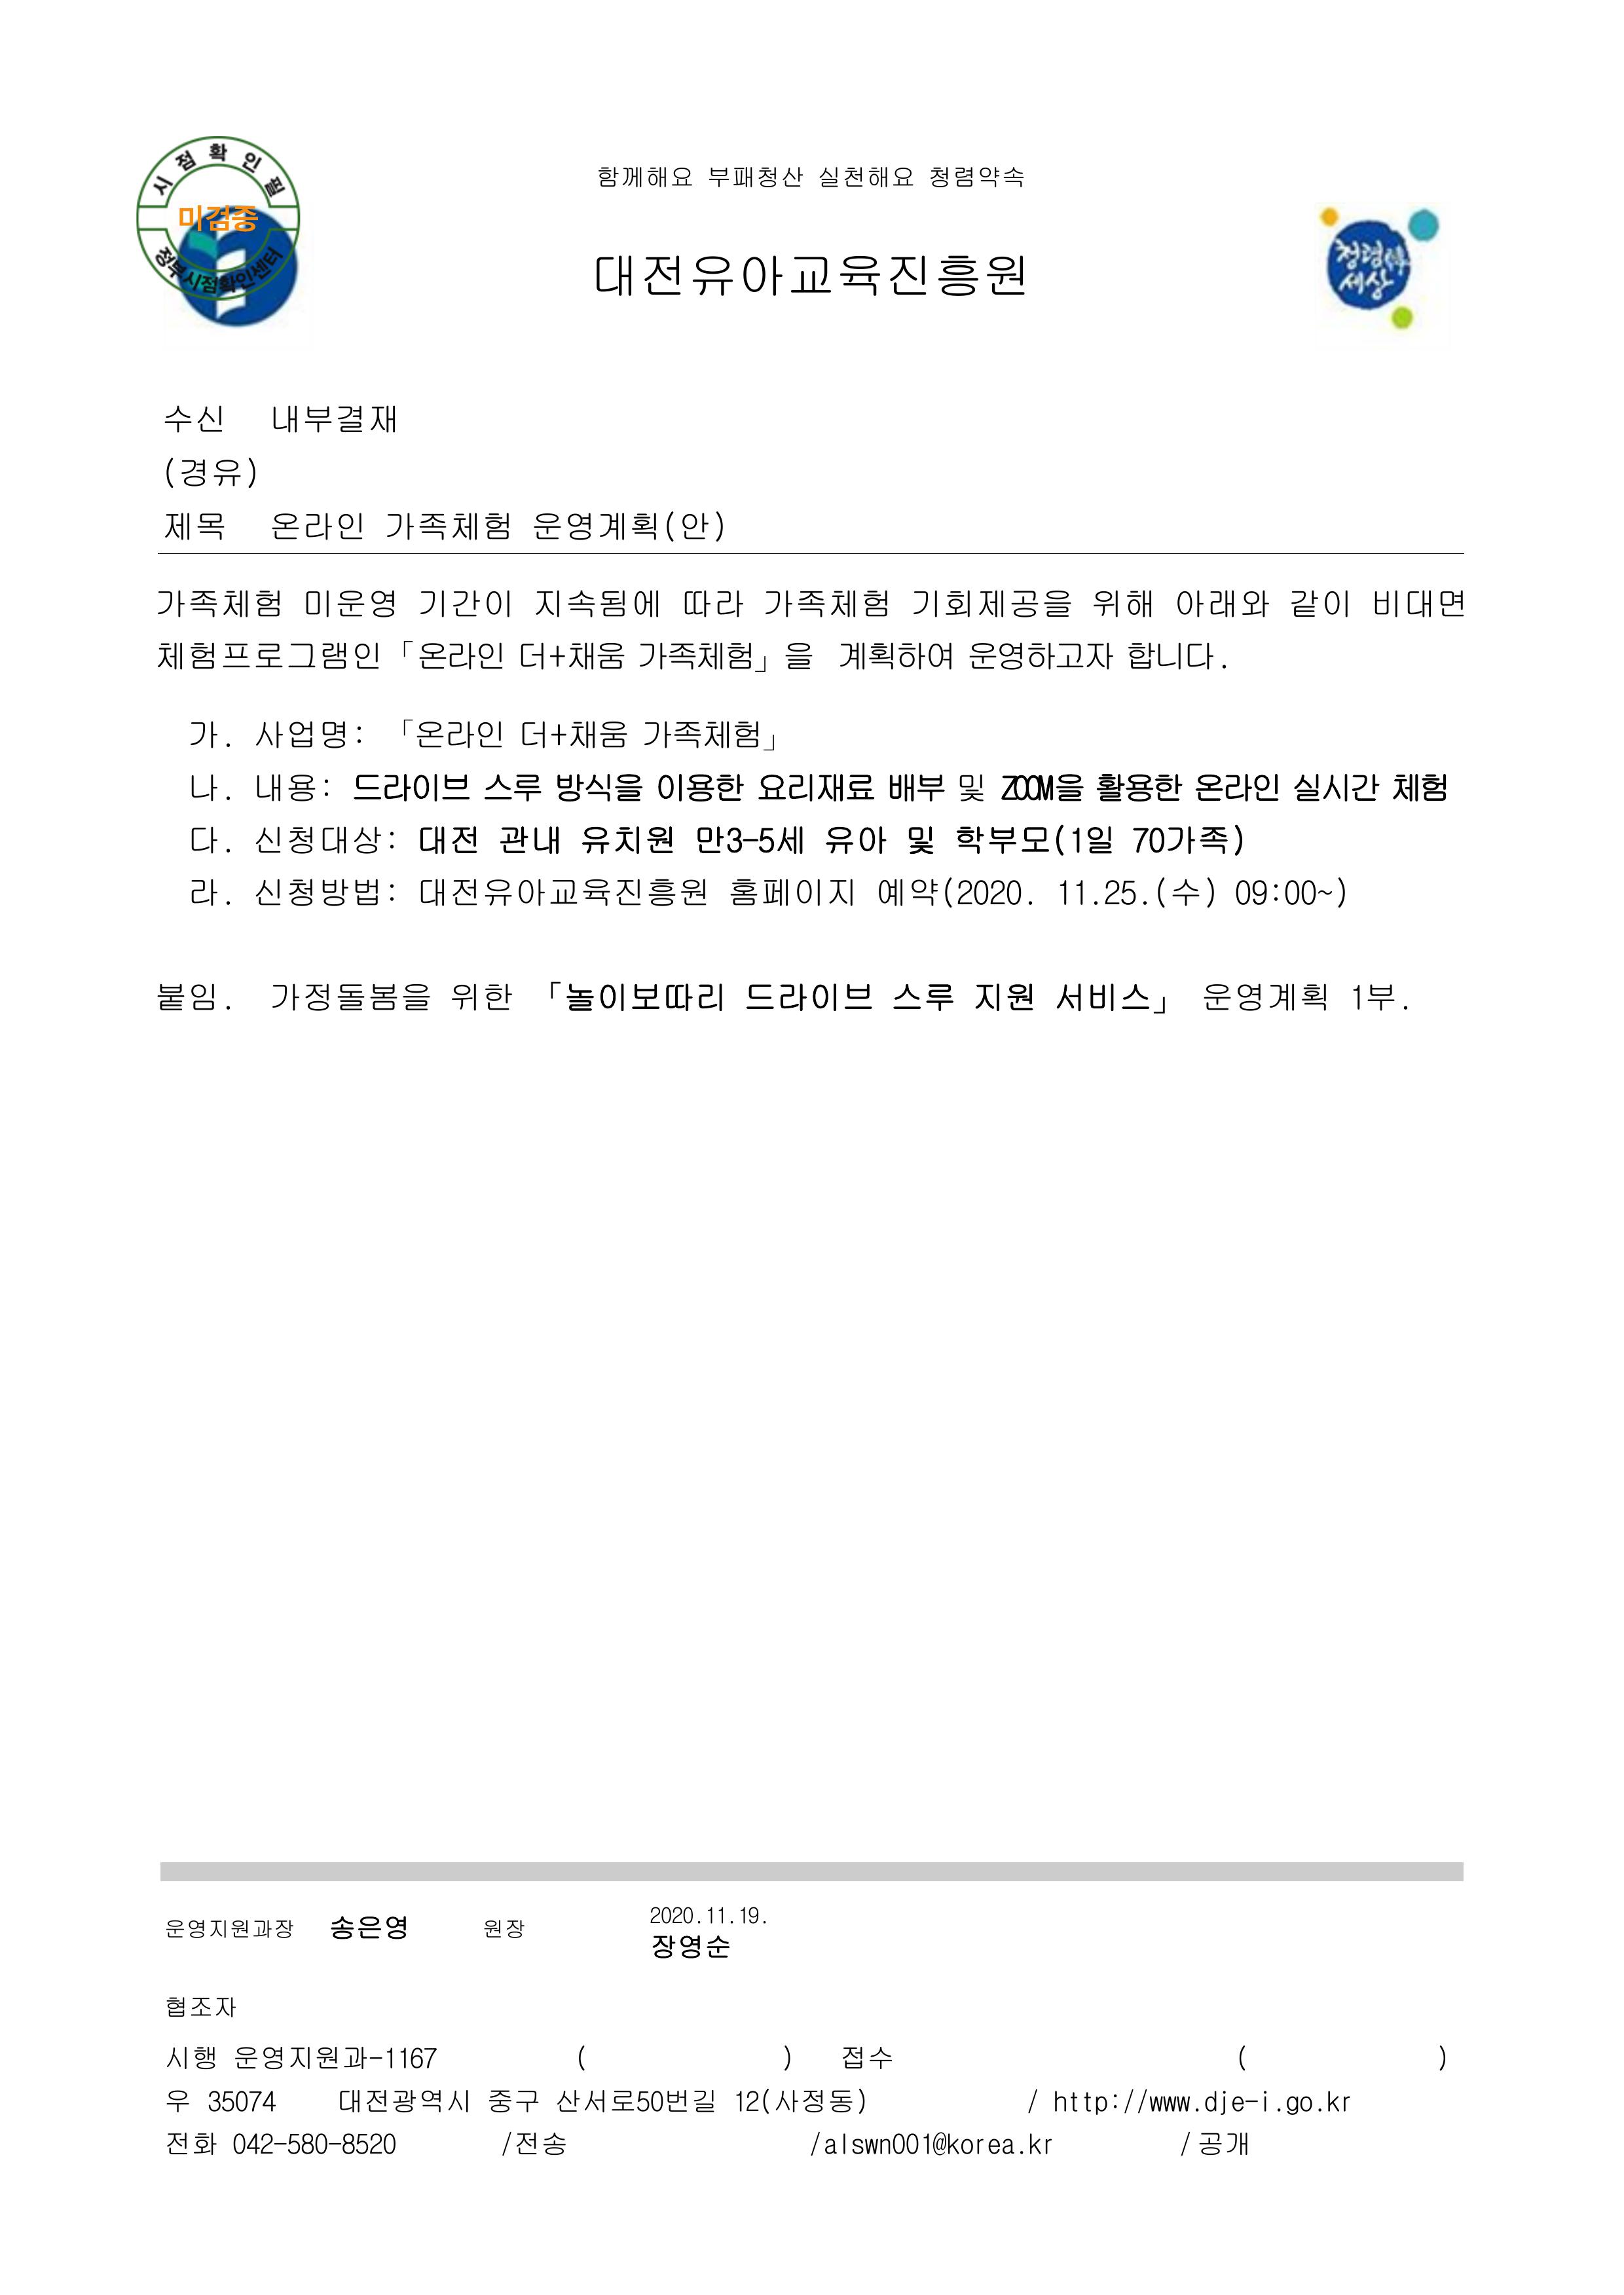 시점확인필
미검증
정부시점확인센터
함께해요 부패청산 실천해요 청렴약속
대전유아교육진흥원
청렴한
세상
수신 내부결재
(경유)
제목 온라인 가족체험 운영계획(안)
가족체험 미운영 기간이 지속됨에 따라 가족체험 기회제공을 위해 아래와 같이 비대면
체험프로그램인「온라인 더+채움 가족체험」을 계획하여 운영하고자 합니다.
가. 사업명: 「온라인 더+채움 가족체험」
나. 내용: 드라이브 스루 방식을 이용한 요리재료 배부 및 ZOOM을 활용한 온라인 실시간 체험
다. 신청대상: 대전 관내 유치원 만3-5세 유아 및 학부모(1일 70가족)
라. 신청방법: 대전유아교육진흥원 홈페이지 예약(2020. 11.25.(수) 09:00~)
붙임. 가정돌봄을 위한 「놀이보따리 드라이브 스루 지원 서비스」 운영계획 1부.
운영지원과장 송은영 원장 2020.11.19.
장영순
협조자
시행 운영지원과-1167 ( ) 접수 ( )
우 35074 대전광역시 중구 산서로50번길 12(사정동) / http://www.dje-i.go.kr
전화 042-580-8520 /전송 /alswn001@korea.kr /공개